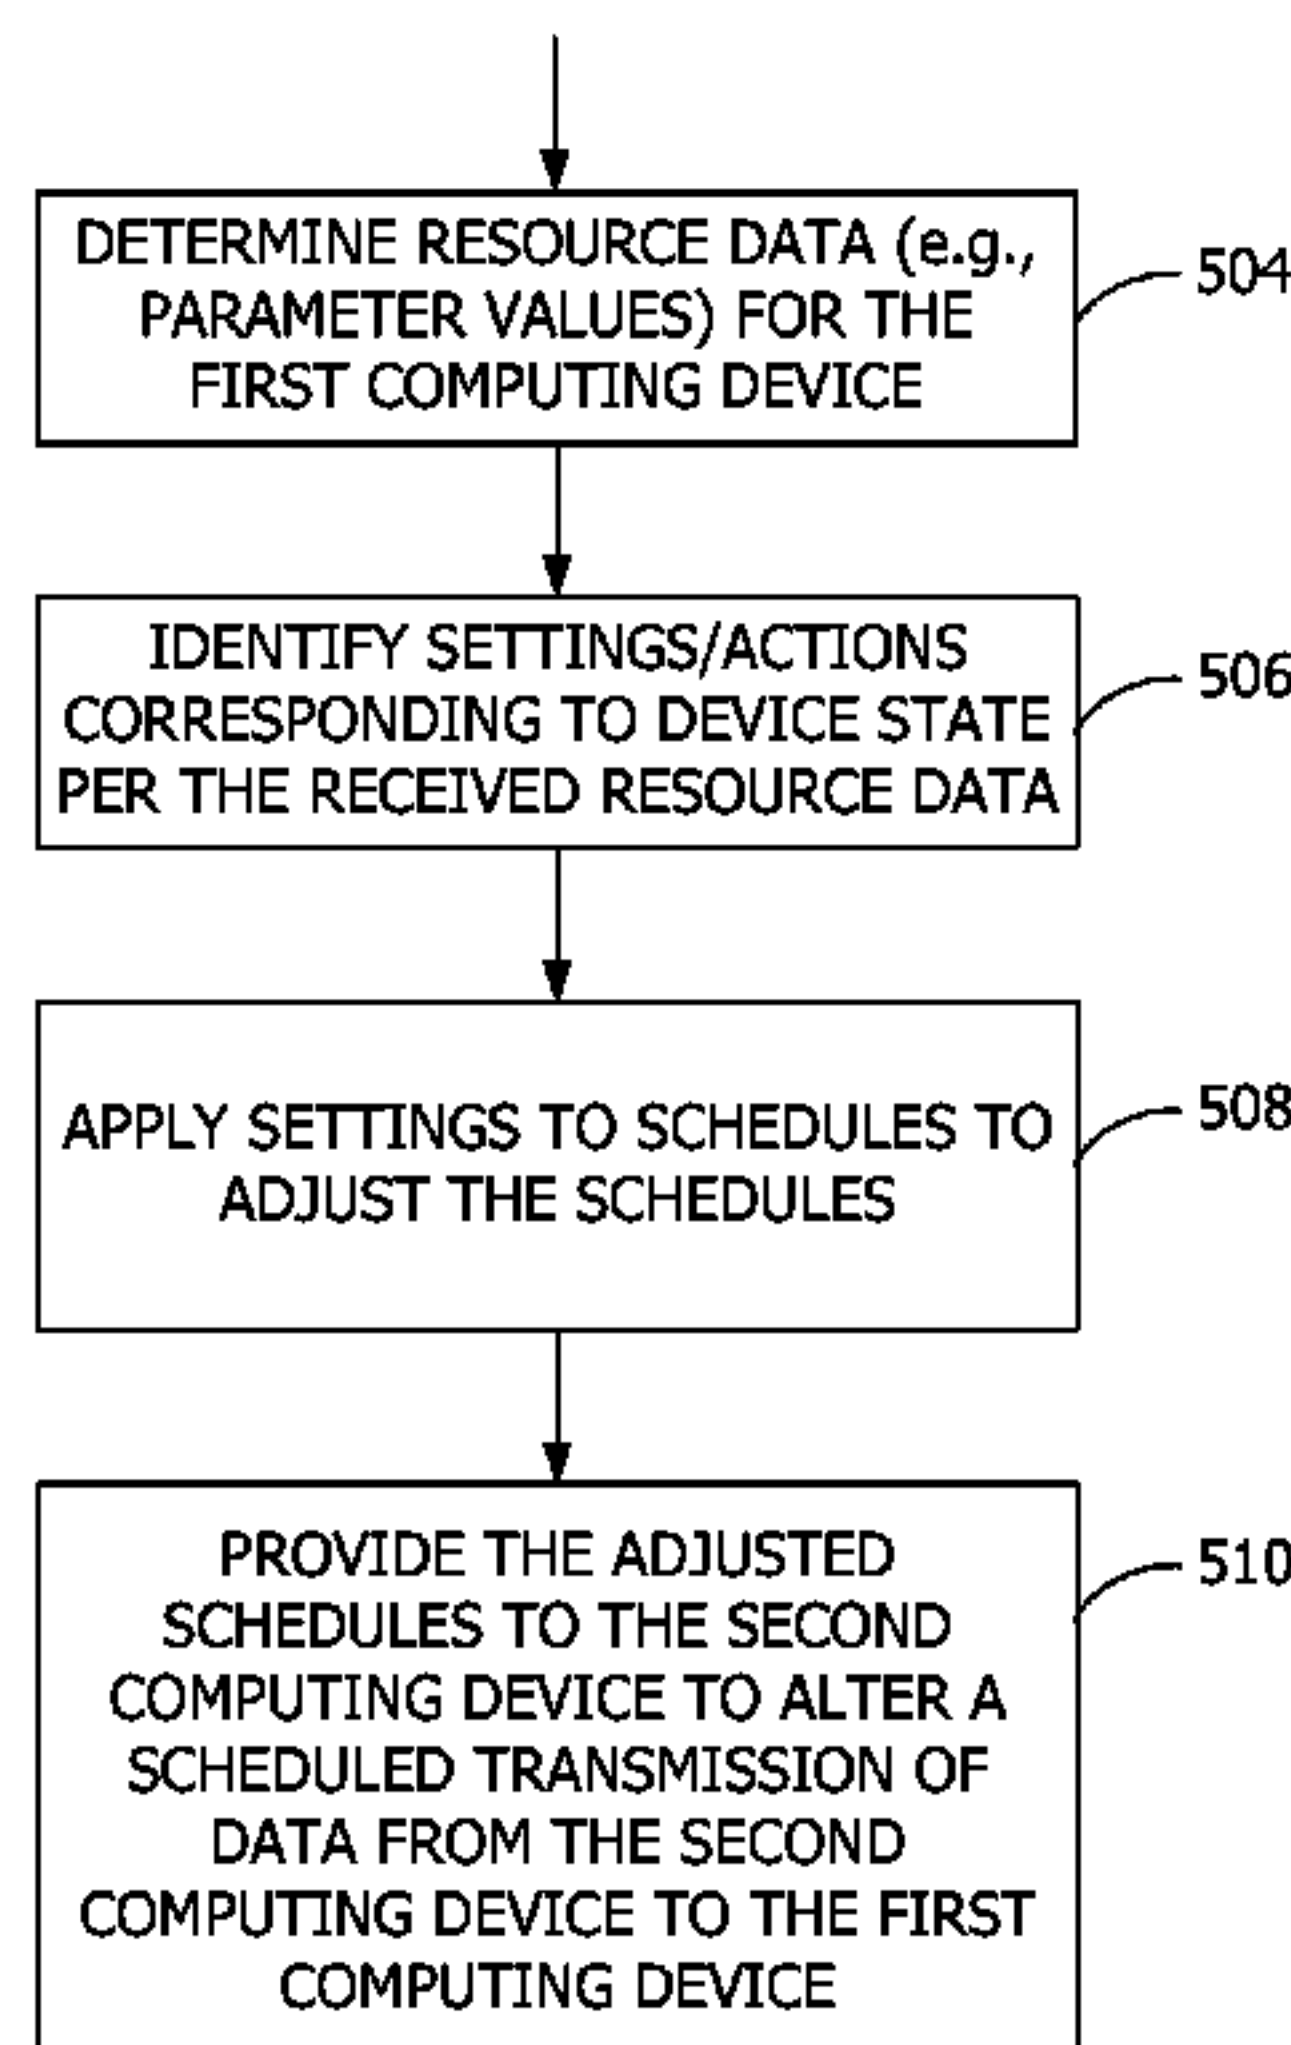 DETERMINE RESOURCE DATA (e.g.,
PARAMETER VALUES) FOR THE
FIRST COMPUTING DEVICE
504
IDENTIFY SETTINGS/ACTIONS
CORRESPONDING TO DEVICE STATE
PER THE RECEIVED RESOURCE DATA
506
APPLY SETTINGS TO SCHEDULES TO
ADJUST THE SCHEDULES
508
PROVIDE THE ADJUSTED
SCHEDULES TO THE SECOND
COMPUTING DEVICE TO ALTER A
SCHEDULED TRANSMISSION OF
DATA FROM THE SECOND
COMPUTING DEVICE TO THE FIRST
COMPUTING DEVICE
510